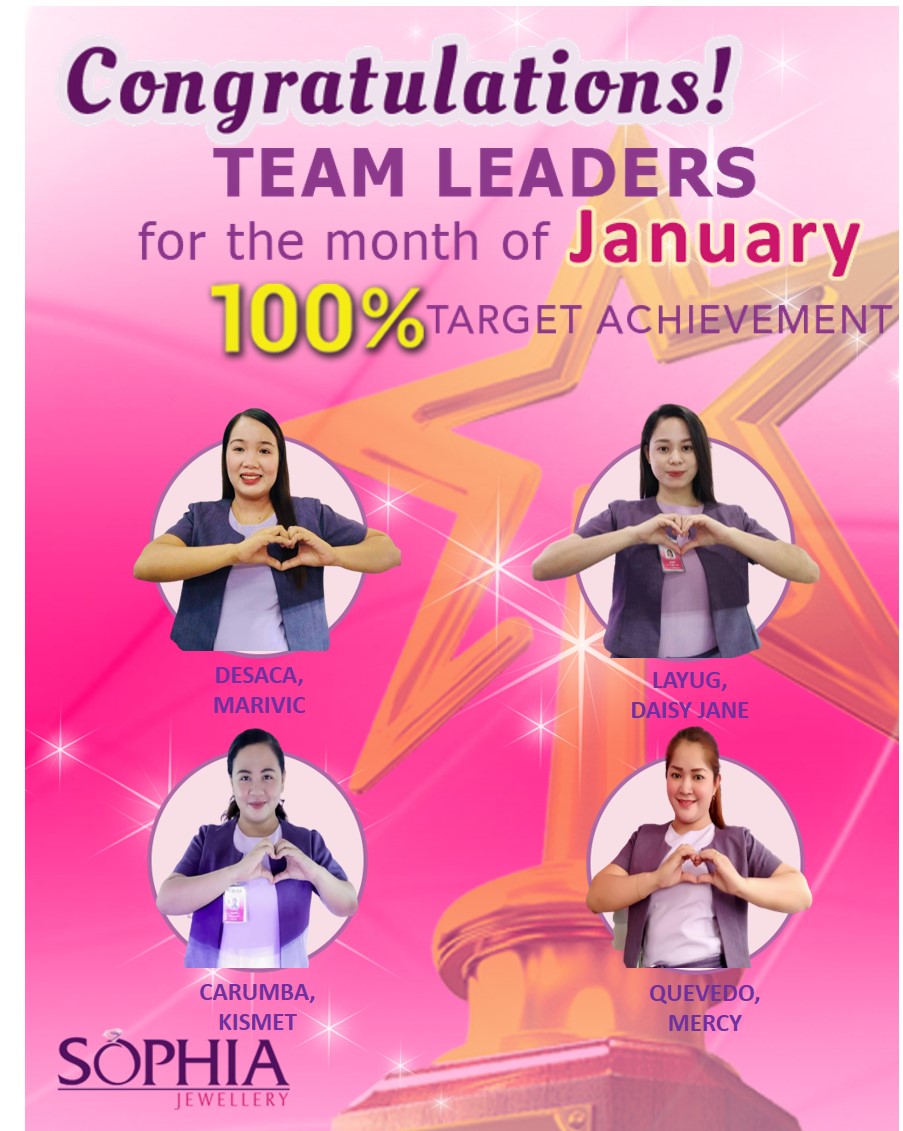 Congratulations!
TEAM LEADERS
for the month of January
100% TARGET ACHIEVEMENT
DESACA,
MARIVIC
LAYUG,
DAISY JANE
CARUMBA,
KISMET
QUEVEDO,
MERCY
SOPHIA
JEWELLERY